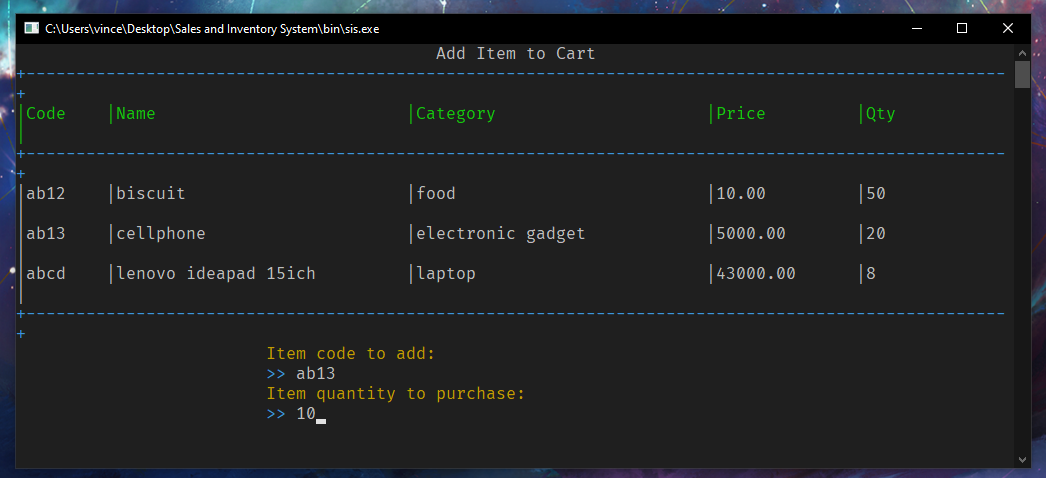 C:\Users\vince\Desktop\Sales and Inventory System\bin\sis.exe
Add Item to Cart
+--------------------------------------------------------------------------------------------------
+
|Code    |Name                         |Category                     |Price         |Qty
|
+--------------------------------------------------------------------------------------------------
+
|ab12    |biscuit                      |food                         |10.00         |50
|
|ab13    |cellphone                    |electronic gadget            |5000.00       |20
|
|abcd    |lenovo ideapad 15ich         |laptop                       |43000.00      |8
|
+--------------------------------------------------------------------------------------------------
+
Item code to add:
>> ab13
Item quantity to purchase:
>> 10